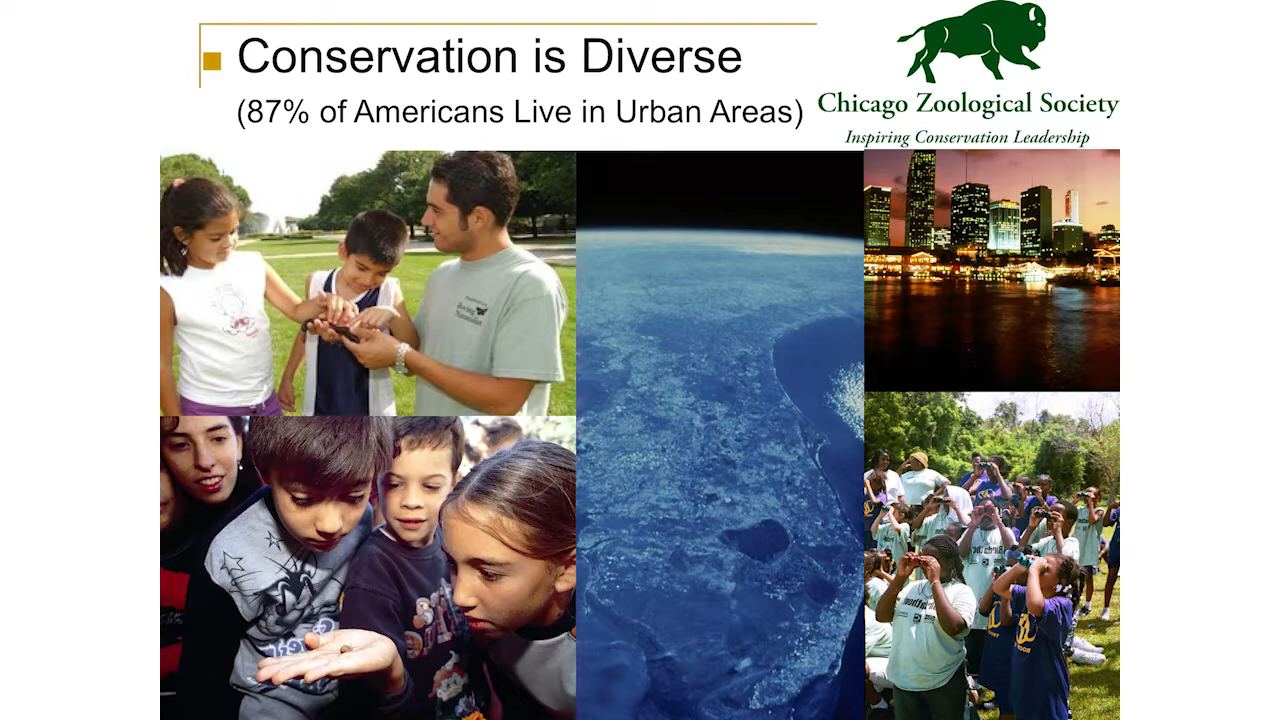 Conservation is Diverse
(87% of Americans Live in Urban Areas)
Chicago Zoological Society
Inspiring Conservation Leadership